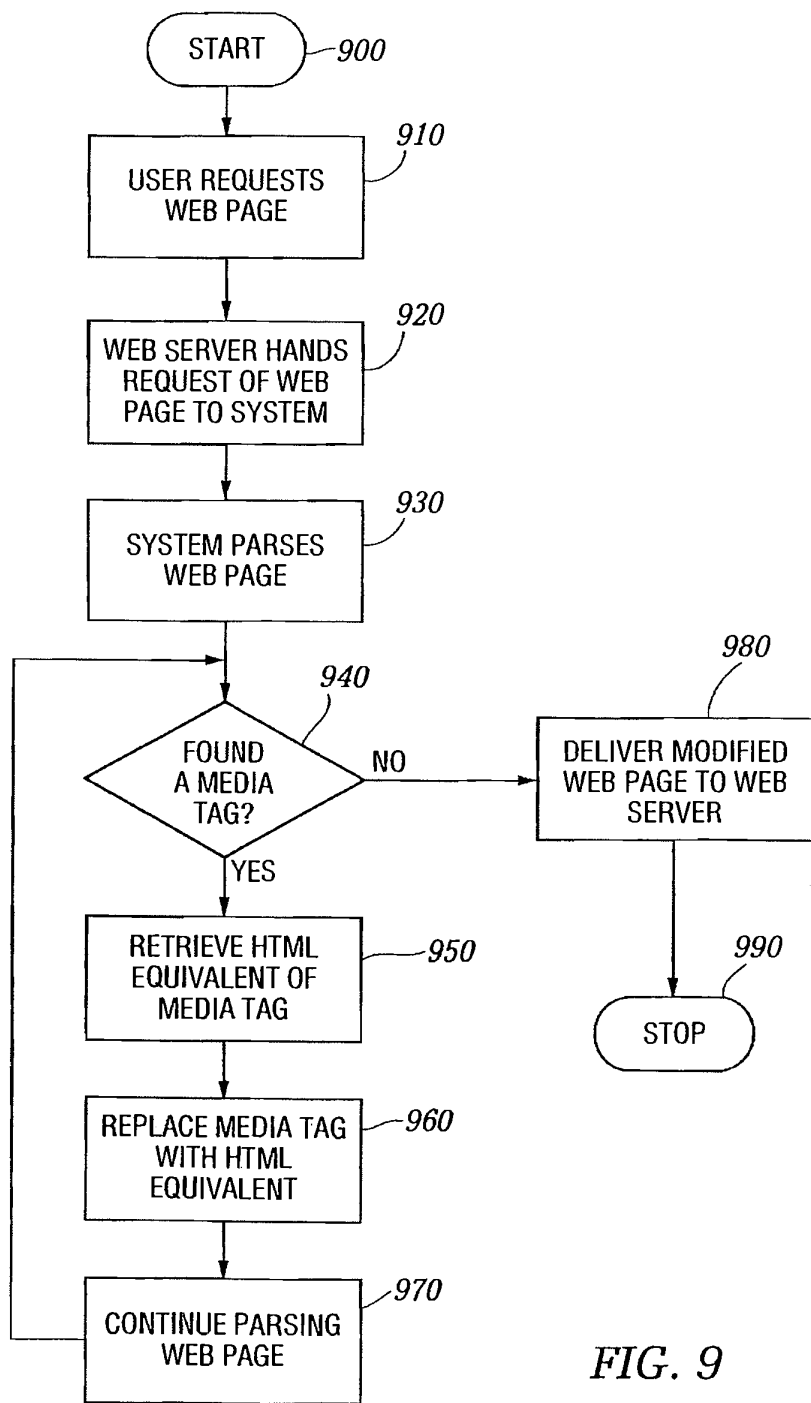 START
900
910
USER REQUESTS
WEB PAGE
920
WEB SERVER HANDS
REQUEST OF WEB
PAGE TO SYSTEM
930
SYSTEM PARSES
WEB PAGE
940
FOUND
A MEDIA
TAG?
NO
YES
980
DELIVER MODIFIED
WEB PAGE TO WEB
SERVER
990
STOP
RETRIEVE HTML
EQUIVALENT OF
MEDIA TAG
950
REPLACE MEDIA TAG
WITH HTML
EQUIVALENT
960
970
CONTINUE PARSING
WEB PAGE
FIG. 9